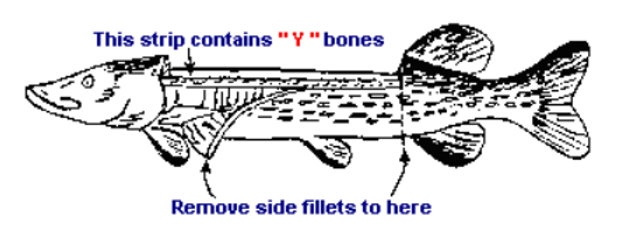 This strip contains "Y" bones
Remove side fillets to here